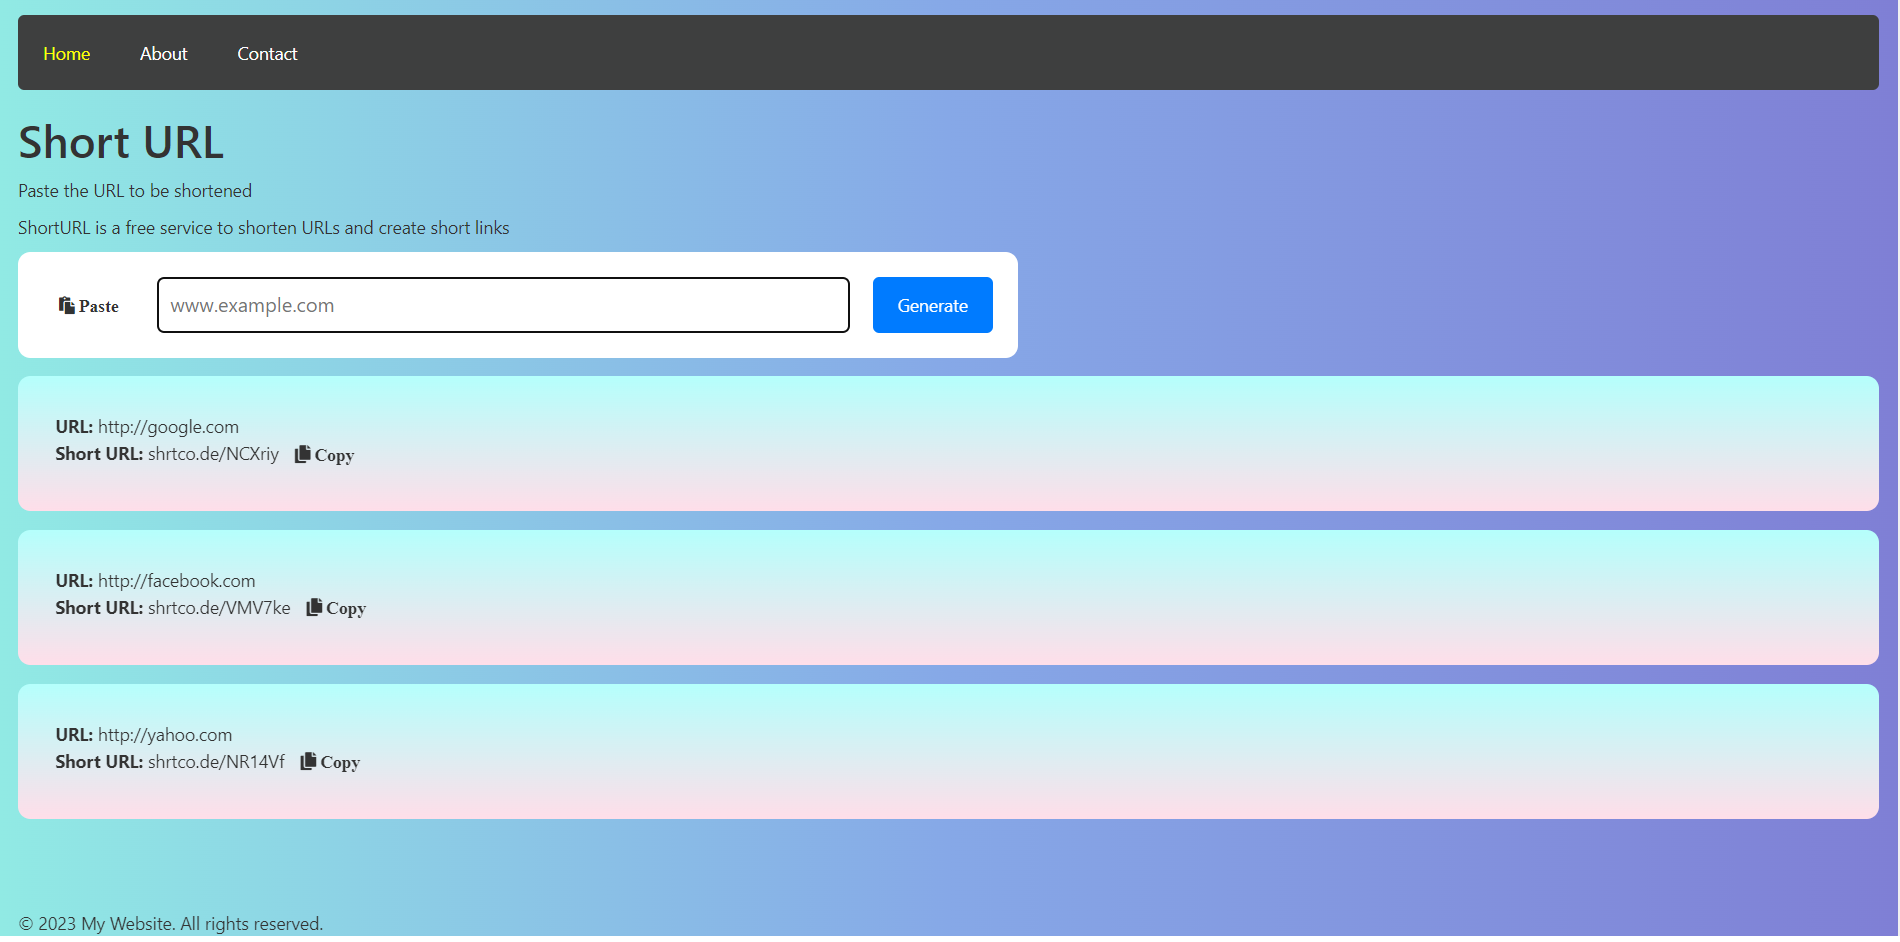 Home About Contact
Short URL
Paste the URL to be shortened
ShortURL is a free service to shorten URLs and create short links
Paste www.example.com Generate
URL: http://google.com
Short URL: shrtco.de/NCXriy Copy
URL: http://facebook.com
Short URL: shrtco.de/VMV7ke Copy
URL: http://yahoo.com
Short URL: shrtco.de/NR14Vf Copy
© 2023 My Website. All rights reserved.